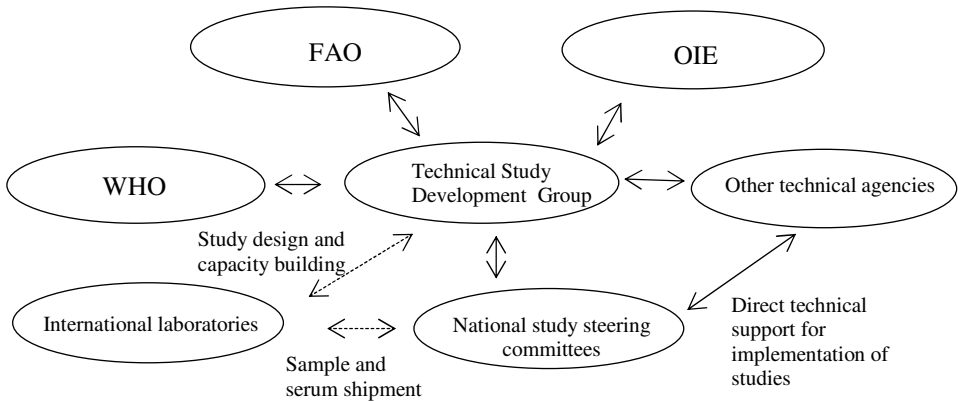 FAO
OIE
WHO
Technical Study
Development Group
Other technical agencies
Study design and
capacity building
International laboratories
National study steering
committees
Direct technical
support for
implementation of
studies
Sample and
serum shipment